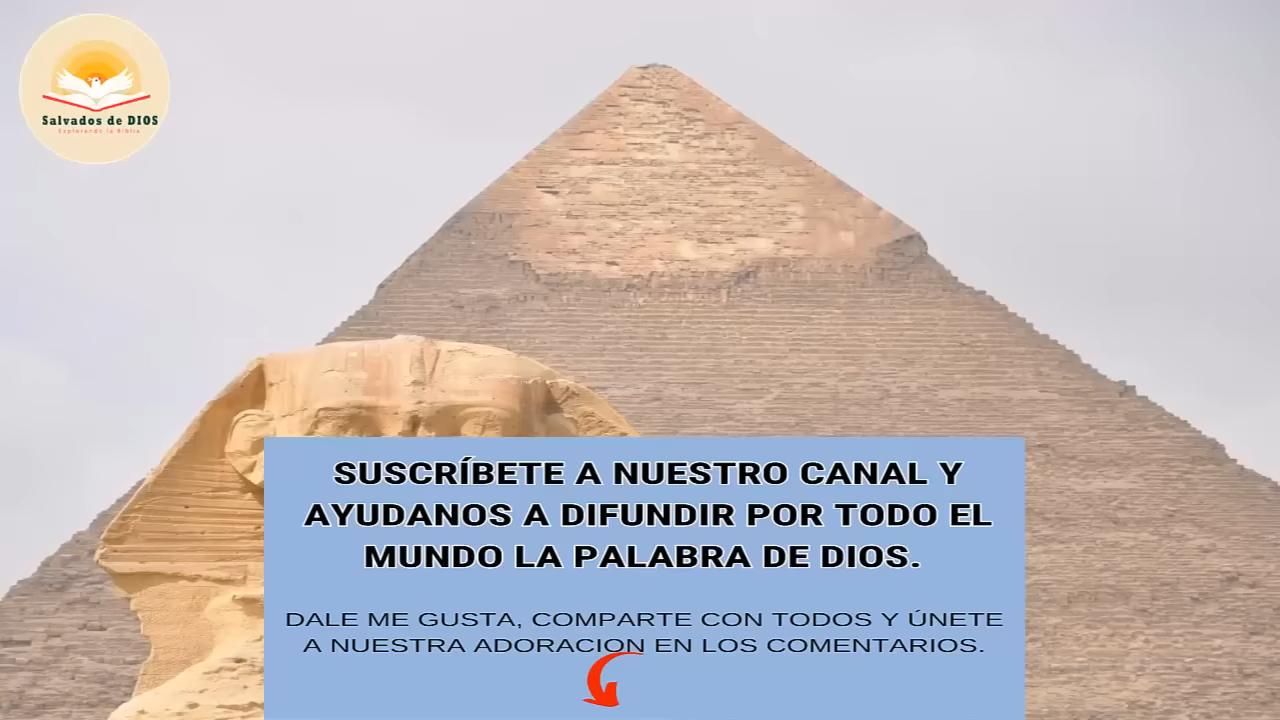 Salvados de DIOS
Explorando la Biblia
SUSCRÍBETE A NUESTRO CANAL Y
AYUDANOS A DIFUNDIR POR TODO EL
MUNDO LA PALABRA DE DIOS.
DALE ME GUSTA, COMPARTE CON TODOS Y ÚNETE
A NUESTRA ADORACION EN LOS COMENTARIOS.